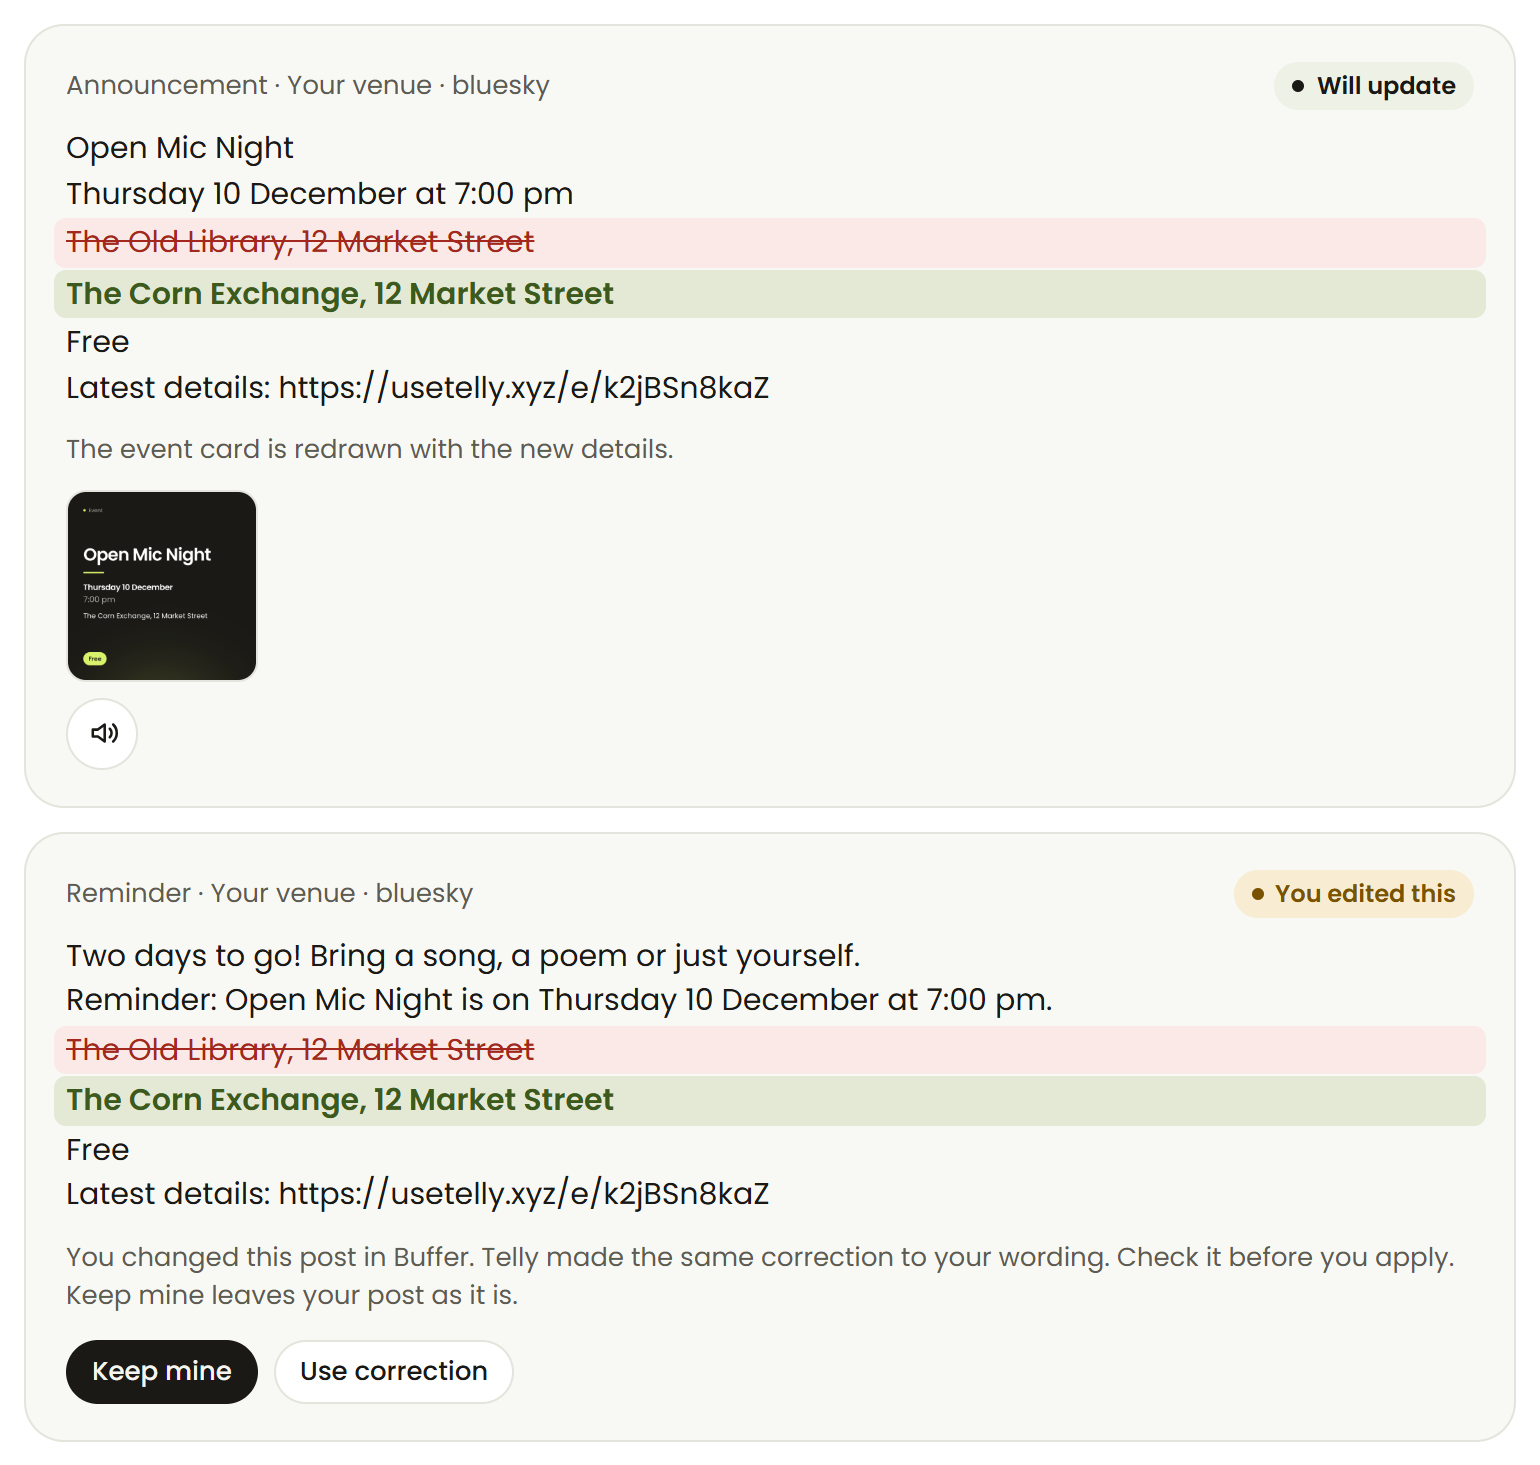 Announcement · Your venue · bluesky
Will update
Open Mic Night
Thursday 10 December at 7:00 pm
The Old Library, 12 Market Street
The Corn Exchange, 12 Market Street
Free
Latest details: https://usetelly.xyz/e/k2jBSn8kaZ
The event card is redrawn with the new details.
Event
Open Mic Night
Thursday 10 December
7:00 pm
The Corn Exchange, 12 Market Street
Free
Reminder · Your venue · bluesky
You edited this
Two days to go! Bring a song, a poem or just yourself.
Reminder: Open Mic Night is on Thursday 10 December at 7:00 pm.
The Old Library, 12 Market Street
The Corn Exchange, 12 Market Street
Free
Latest details: https://usetelly.xyz/e/k2jBSn8kaZ
You changed this post in Buffer. Telly made the same correction to your wording. Check it before you apply.
Keep mine leaves your post as it is.
Keep mine
Use correction